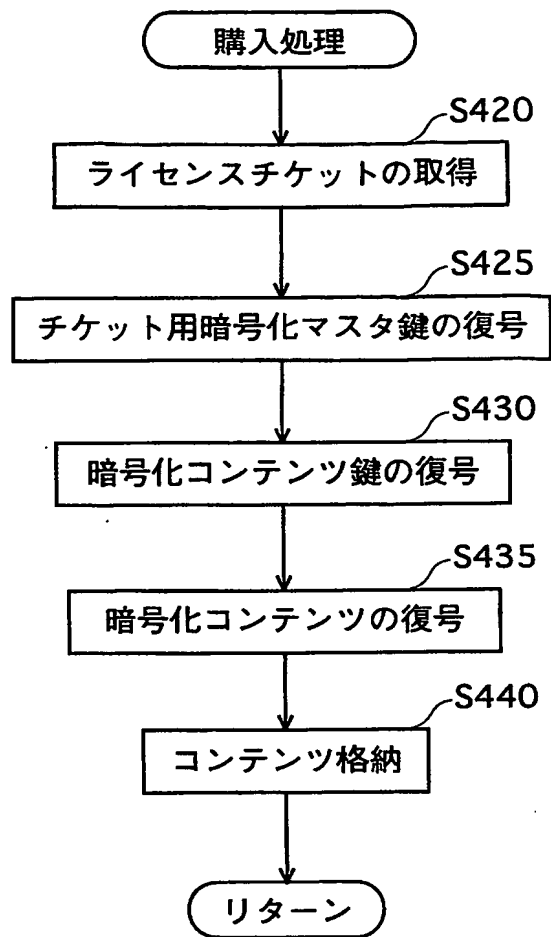 購入処理
S420
ライセンスチケットの取得
S425
チケット用暗号化マスタ鍵の復号
S430
暗号化コンテンツ鍵の復号
S435
暗号化コンテンツの復号
S440
コンテンツ格納
リターン